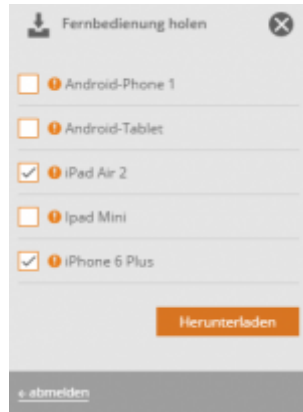 Fernbedienung holen
Android-Phone 1
Android-Tablet
iPad Air 2
Ipad Mini
iPhone 6 Plus
Herunterladen
« abmelden